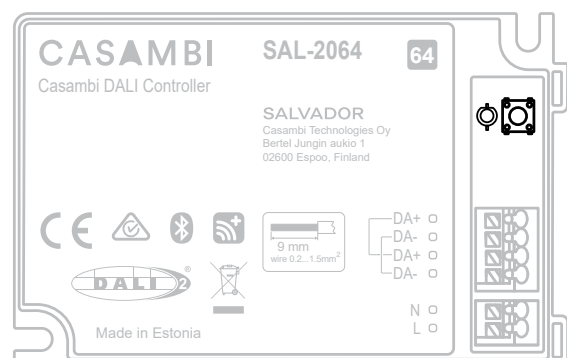 CASAMBI
Casambi DALI Controller
SAL-2064
64
SALVADOR
Casambi Technologies Oy
Bertel Jungin aukio 1
02600 Espoo, Finland
CE
9 mm
wire 0.2...1.5mm²
DALI 2 ®
Made in Estonia
DA+
DA-
DA+
DA-
N
L